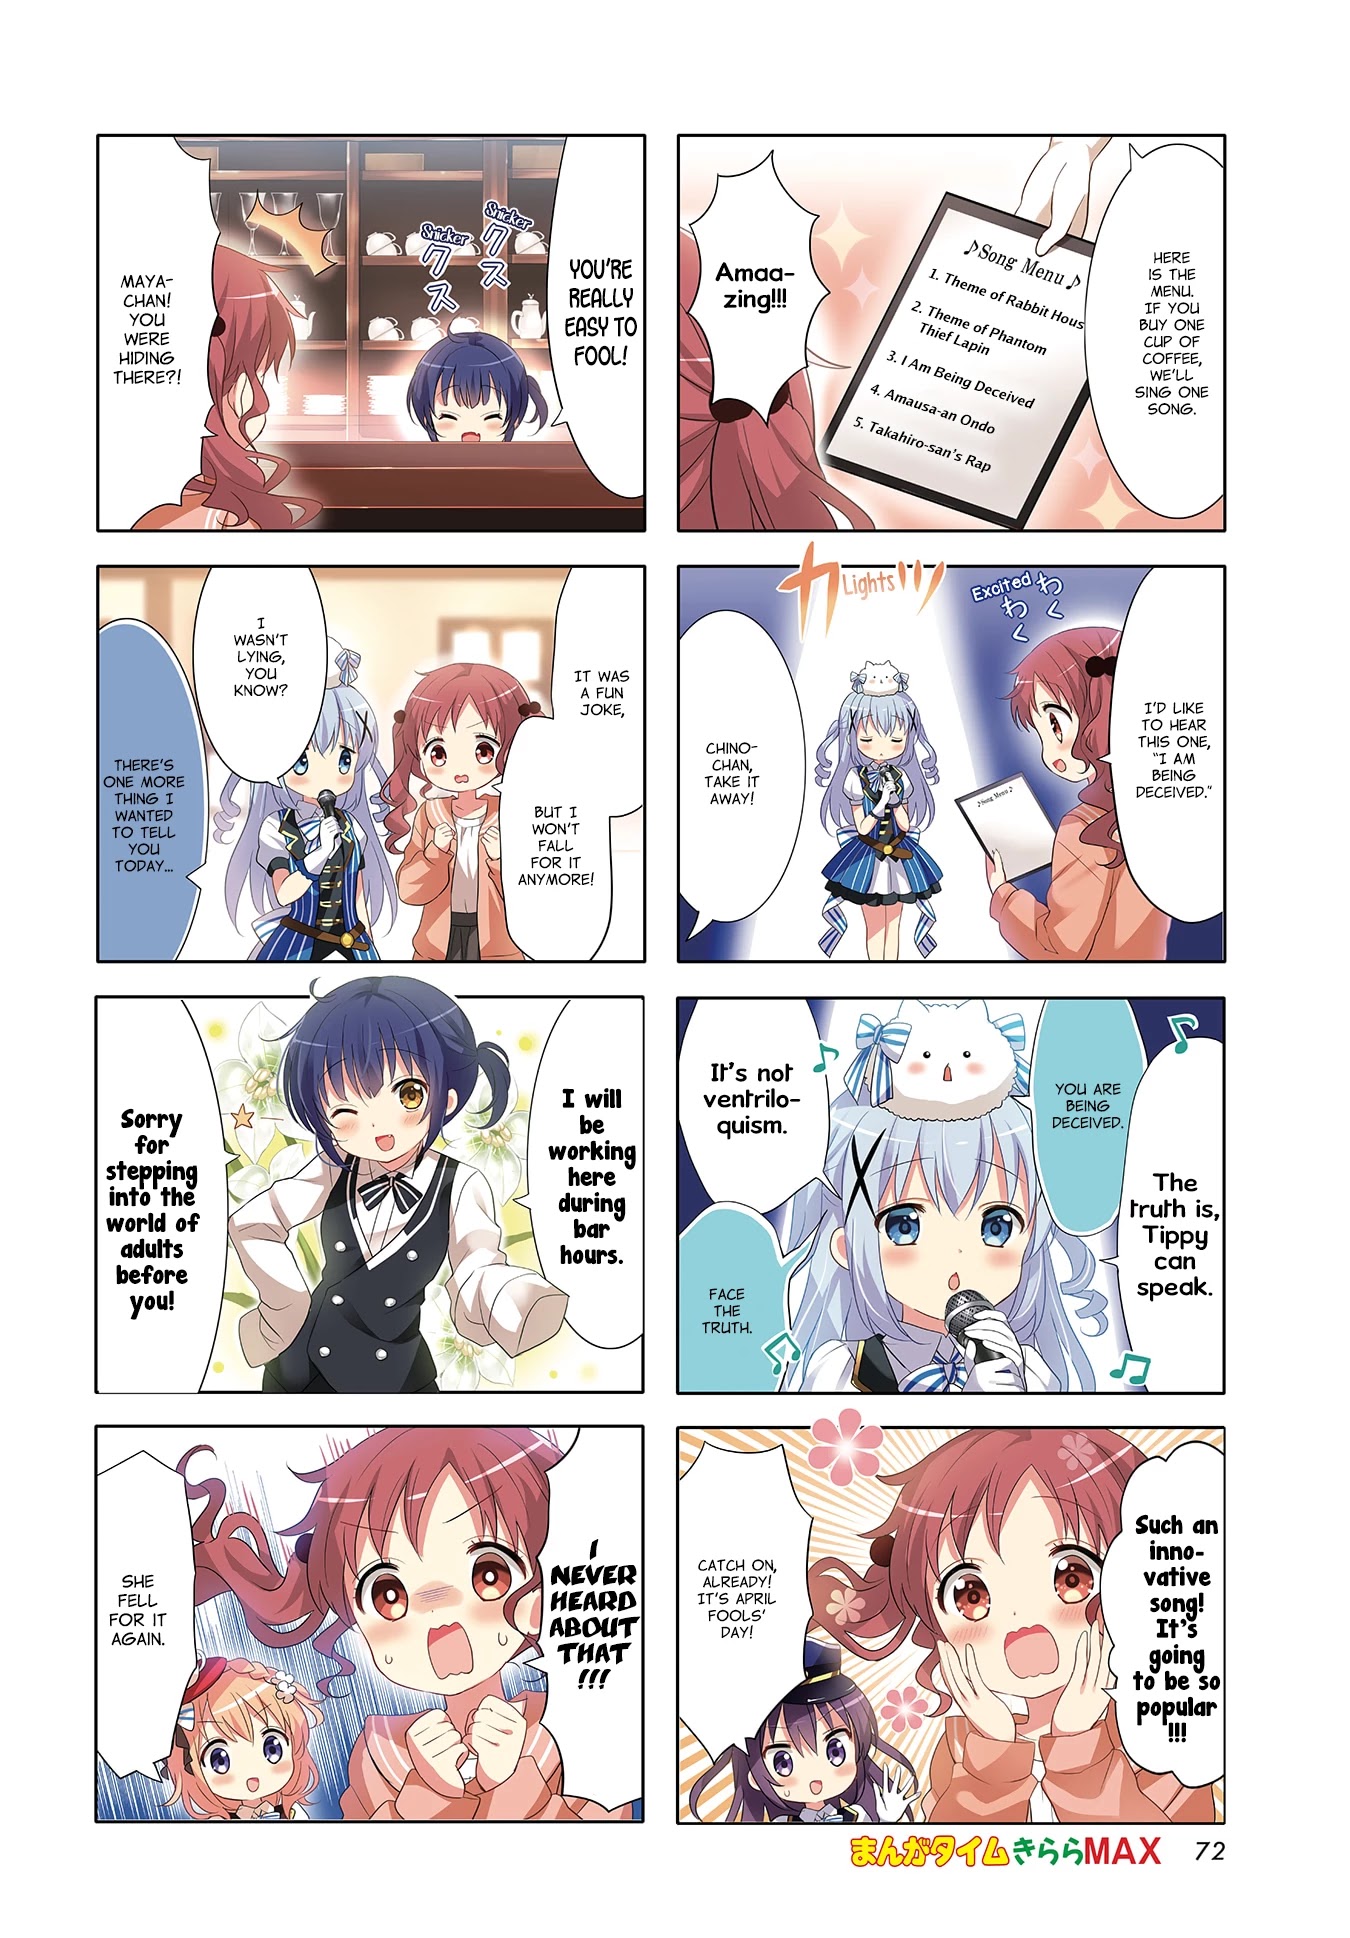 HERE
IS THE
MENU.
IF YOU
BUY ONE
CUP OF
COFFEE,
WE'LL
SING ONE
SONG.
♪Song Menu♪
1. Theme of Rabbit Hous
2. Theme of Phantom
Thief Lapin
3. I Am Being Deceived
4. Amausa-an Ondo
5. Takahiro-san's Rap
Amaa-
zing!!!
カッッッ
Lights
Excited
わく
わく
I'D LIKE
TO HEAR
THIS ONE,
"I AM
BEING
DECEIVED."
♪Song Menu♪
CHINO-
CHAN,
TAKE IT
AWAY!
The
truth is,
Tippy
can
speak.
YOU ARE
BEING
DECEIVED.
It's not
ventrilo-
quism.
FACE
THE
TRUTH.
Such an
inno-
vative
song!
It's
going
to be so
popular
!!!
CATCH ON,
ALREADY!
IT'S APRIL
FOOLS'
DAY!
YOU'RE
REALLY
EASY TO
FOOL!
Snicker
クス
Snicker
クス
MAYA-
CHAN!
YOU
WERE
HIDING
THERE?!
IT WAS
A FUN
JOKE,
BUT I
WON'T
FALL
FOR IT
ANYMORE!
I
WASN'T
LYING,
YOU
KNOW?
THERE'S
ONE MORE
THING I
WANTED
TO TELL
YOU
TODAY...
I will
be
working
here
during
bar
hours.
Sorry
for
stepping
into the
world of
adults
before
you!
I
NEVER
HEARD
ABOUT
THAT
!!!
SHE
FELL
FOR IT
AGAIN.
まんがタイムきららMAX 72